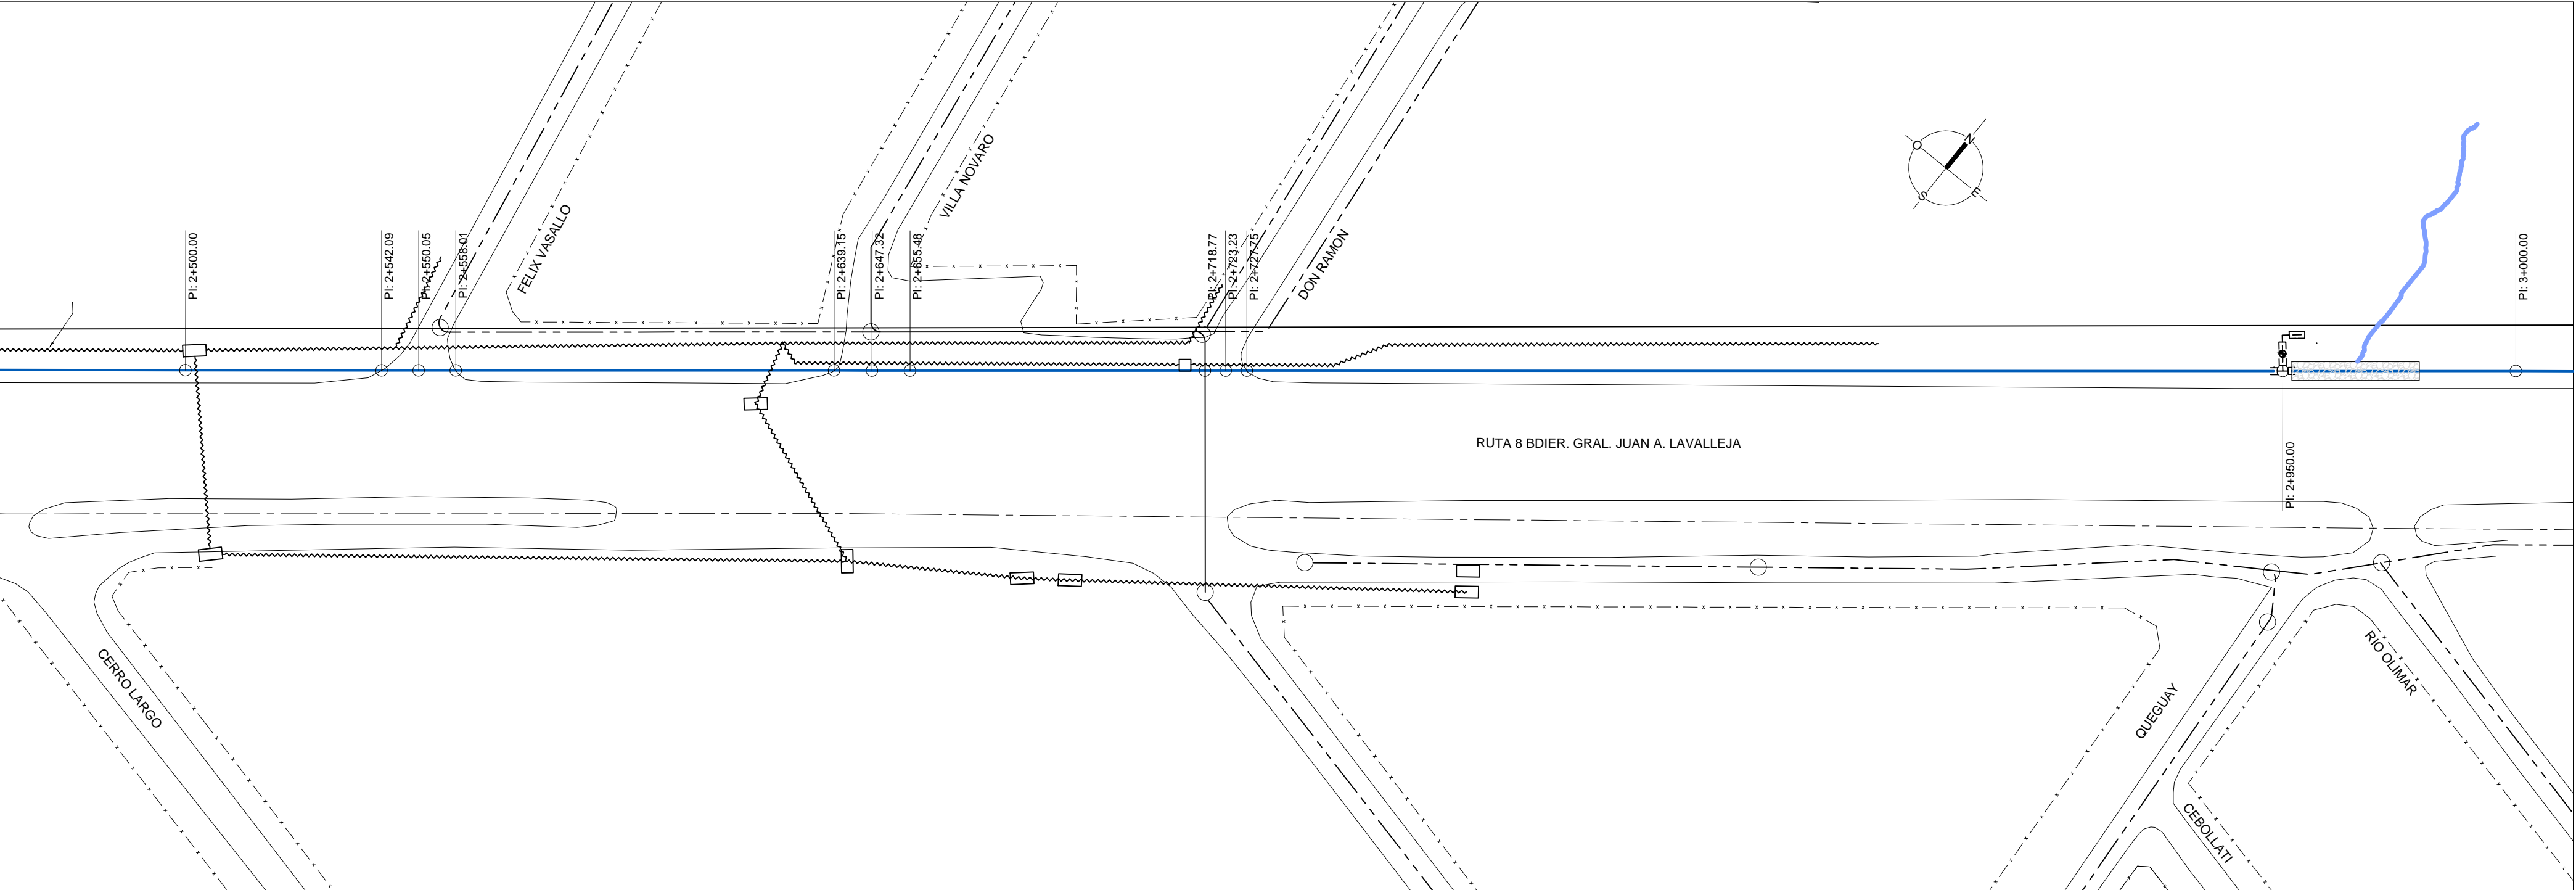 VILLA NOVARO
O
N
S
E
FELIX VASALLO
DON RAMON
PI: 2+500.00
PI: 2+542.09
PI: 2+550.05
PI: 2+558.01
PI: 2+639.15
PI: 2+647.32
PI: 2+655.48
PI: 2+718.77
PI: 2+723.23
PI: 2+727.75
PI: 3+000.00
RUTA 8 BDIER. GRAL. JUAN A. LAVALLEJA
PI: 2+950.00
CERRO LARGO
QUEGUAY
RIO OLIMAR
CEBOLLATI